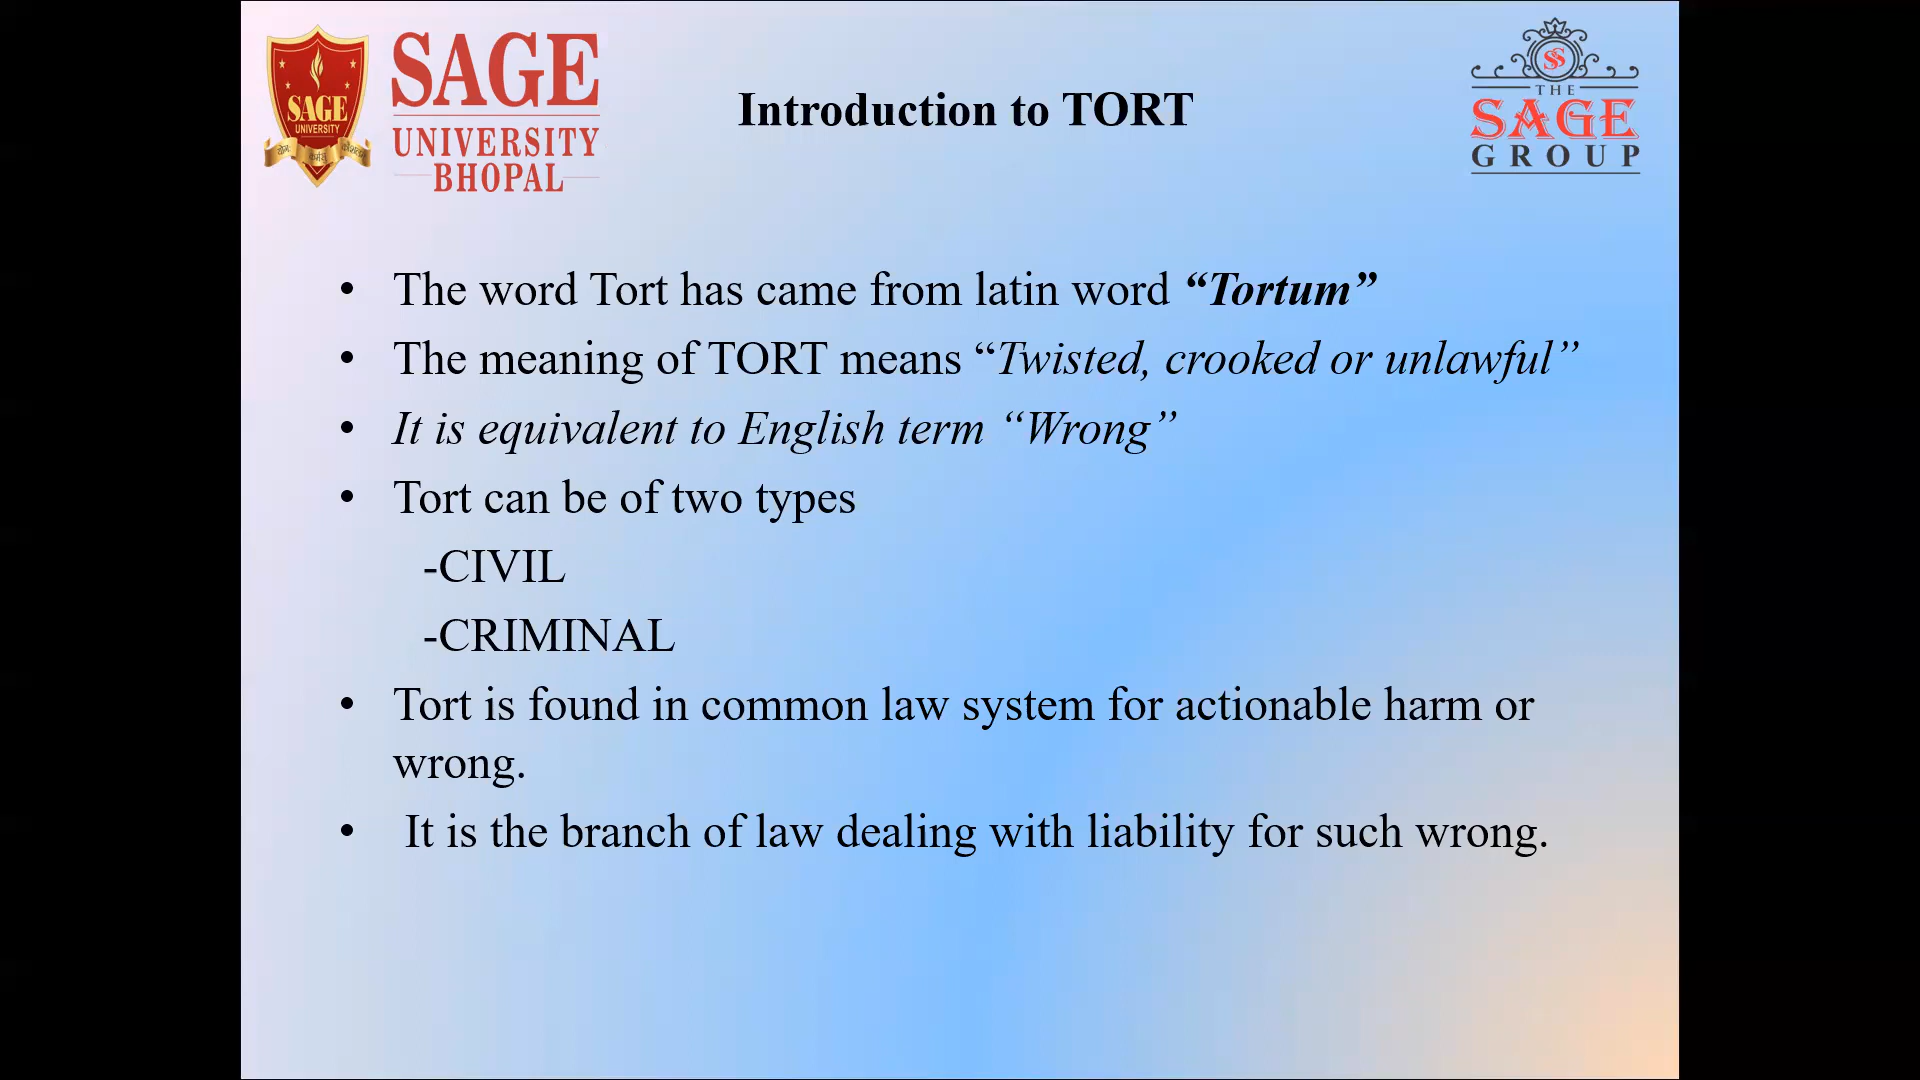 SAGE
UNIVERSITY
SAGE
UNIVERSITY
BHOPAL
Introduction to TORT
SS
THE
SAGE
GROUP
• The word Tort has came from latin word “Tortum”
• The meaning of TORT means “Twisted, crooked or unlawful”
• It is equivalent to English term “Wrong”
• Tort can be of two types
-CIVIL
-CRIMINAL
• Tort is found in common law system for actionable harm or
wrong.
• It is the branch of law dealing with liability for such wrong.